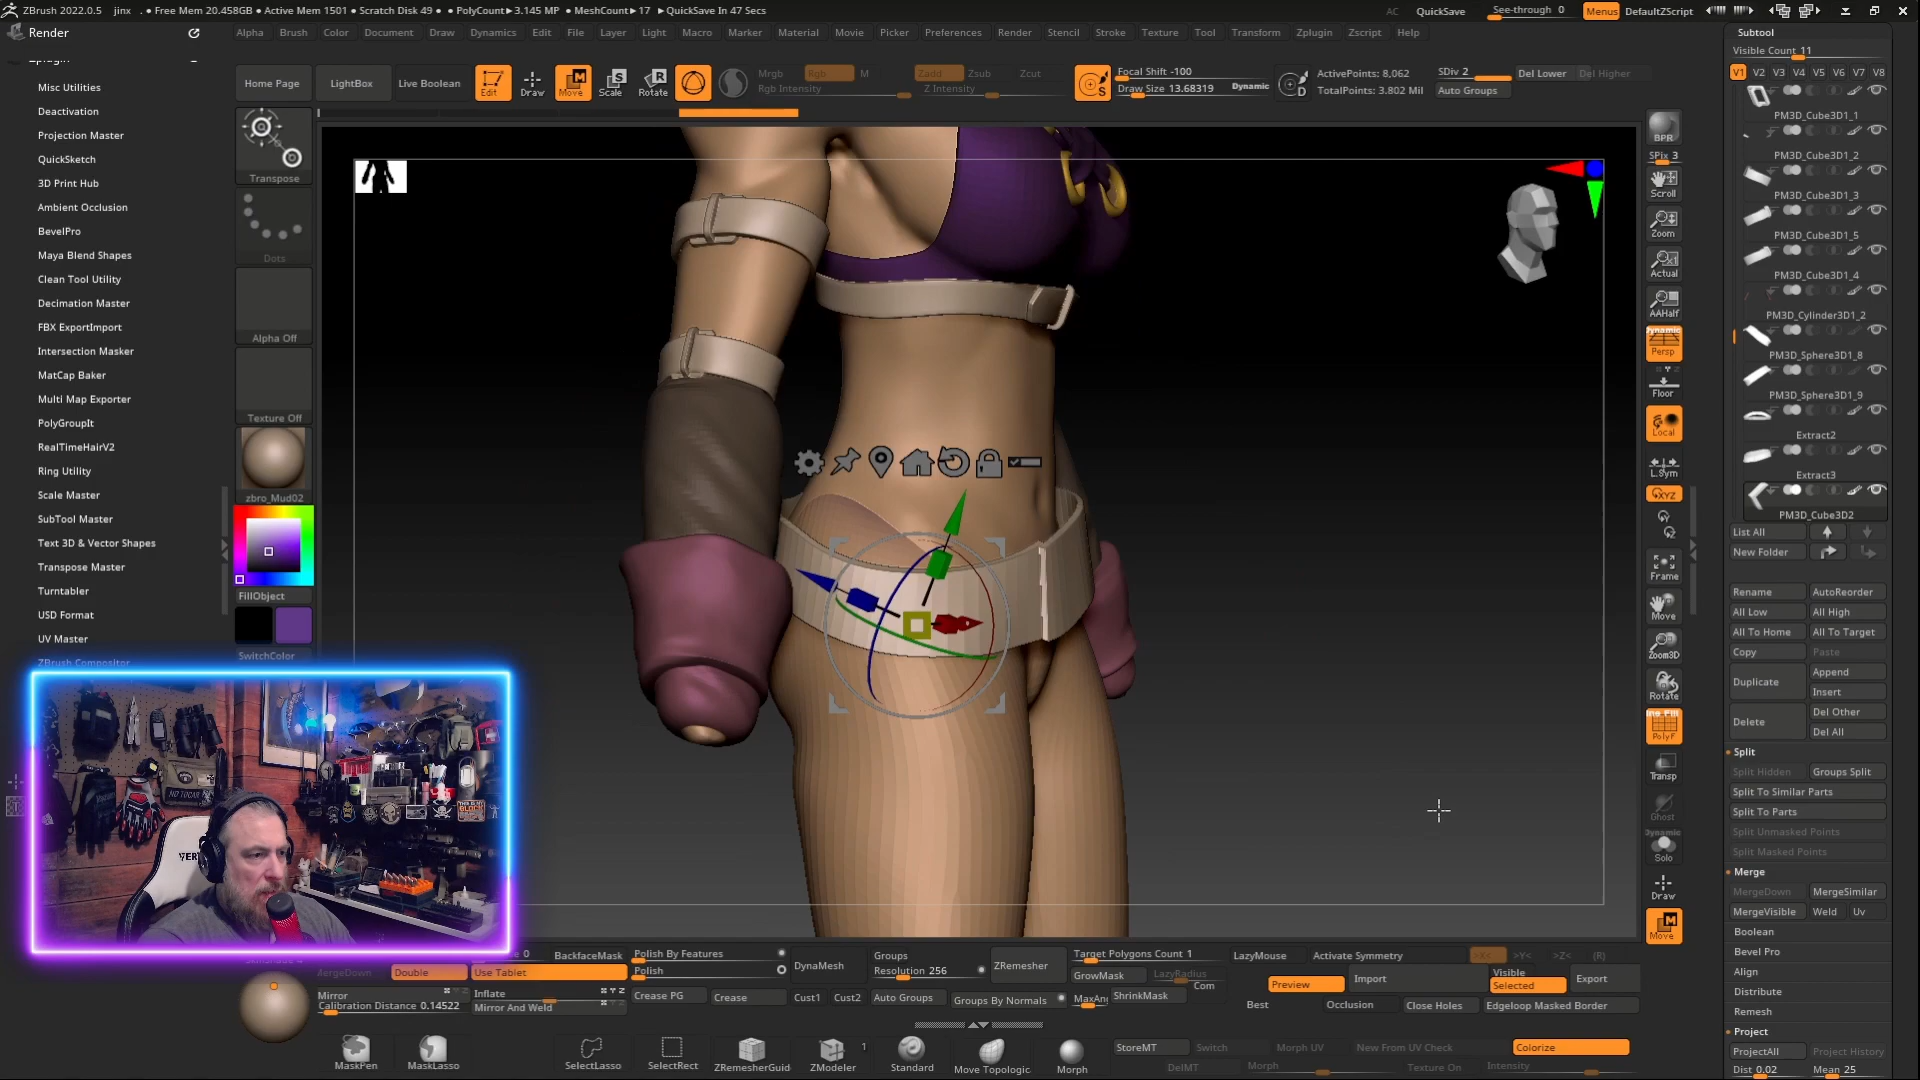 ZBrush 2022.0.5 jinx . • Free Mem 20.458GB • Active Mem 1501 • Scratch Disk 49 • • PolyCount▸ 3.145 MP • MeshCount▸ 17 • QuickSave In 47 Secs
AC QuickSave See-through 0 Menus DefaultZScript
Render
Alpha Brush Color Document Draw Dynamics Edit File Layer Light Macro Marker Material Movie Picker Preferences Render Stencil Stroke Texture Tool Transform Zplugin Zscript Help
Home Page LightBox Live Boolean
Edit Draw Move Scale Rotate
Mrgb Rgb M
Rgb Intensity
Zadd Zsub Zcut
Z Intensity
Focal Shift -100
Draw Size 13.68319 Dynamic
ActivePoints: 8,062
TotalPoints: 3.802 Mil
SDiv 2 Del Lower Del Higher
Auto Groups
Misc Utilities
Deactivation
Projection Master
QuickSketch
3D Print Hub
Ambient Occlusion
BevelPro
Maya Blend Shapes
Clean Tool Utility
Decimation Master
FBX ExportImport
Intersection Masker
MatCap Baker
Multi Map Exporter
PolyGroupIt
RealTimeHairV2
Ring Utility
Scale Master
SubTool Master
Text 3D & Vector Shapes
Transpose Master
Turntabler
USD Format
UV Master
ZBrush Compositor
Transpose
Dots
Alpha Off
Texture Off
zbro_Mud02
FillObject
SwitchColor
BPR
SPix 3
Scroll
Zoom
Actual
AAHalf
Dynamic
Persp
Floor
Local
L.Sym
XYZ
Frame
Move
Zoom3D
Rotate
Line Fill
PolyF
Transp
Ghost
Dynamic
Solo
Draw
Move
Subtool
Visible Count 11
V1 V2 V3 V4 V5 V6 V7 V8
PM3D_Cube3D1_1
PM3D_Cube3D1_2
PM3D_Cube3D1_3
PM3D_Cube3D1_5
PM3D_Cube3D1_4
PM3D_Cylinder3D1_2
PM3D_Sphere3D1_8
PM3D_Sphere3D1_9
Extract2
Extract3
PM3D_Cube3D2
List All
New Folder
Rename AutoReorder
All Low All High
All To Home All To Target
Copy Paste
Duplicate Append
Insert
Delete Del Other
Del All
Split
Split Hidden Groups Split
Split To Similar Parts
Split To Parts
Split Unmasked Points
Split Masked Points
Merge
MergeDown MergeSimilar
MergeVisible Weld Uv
Boolean
Bevel Pro
Align
Distribute
Remesh
Project
ProjectAll Project History
Dist 0.02 Mean 25
BackfaceMask
MergeDown Double Use Tablet
Mirror
Calibration Distance 0.14522
Inflate
Mirror And Weld
Polish By Features
Polish
Crease PG Crease
DynaMesh
Cust1 Cust2
Groups
Resolution 256
Auto Groups
ZRemesher
Groups By Normals
Target Polygons Count 1
GrowMask LazyRadius
Com
ShrinkMask
LazyMouse
Activate Symmetry >X< >Y< >Z< (R)
Preview Import
Visible
Selected
Export
Best Occlusion Close Holes Edgeloop Masked Border
MaskPen MaskLasso SelectLasso SelectRect ZRemesherGuid ZModeler 1 Standard Move Topologic Morph
StoreMT Switch Morph UV New From UV Check Colorize
DelMT Morph Texture On Intensity